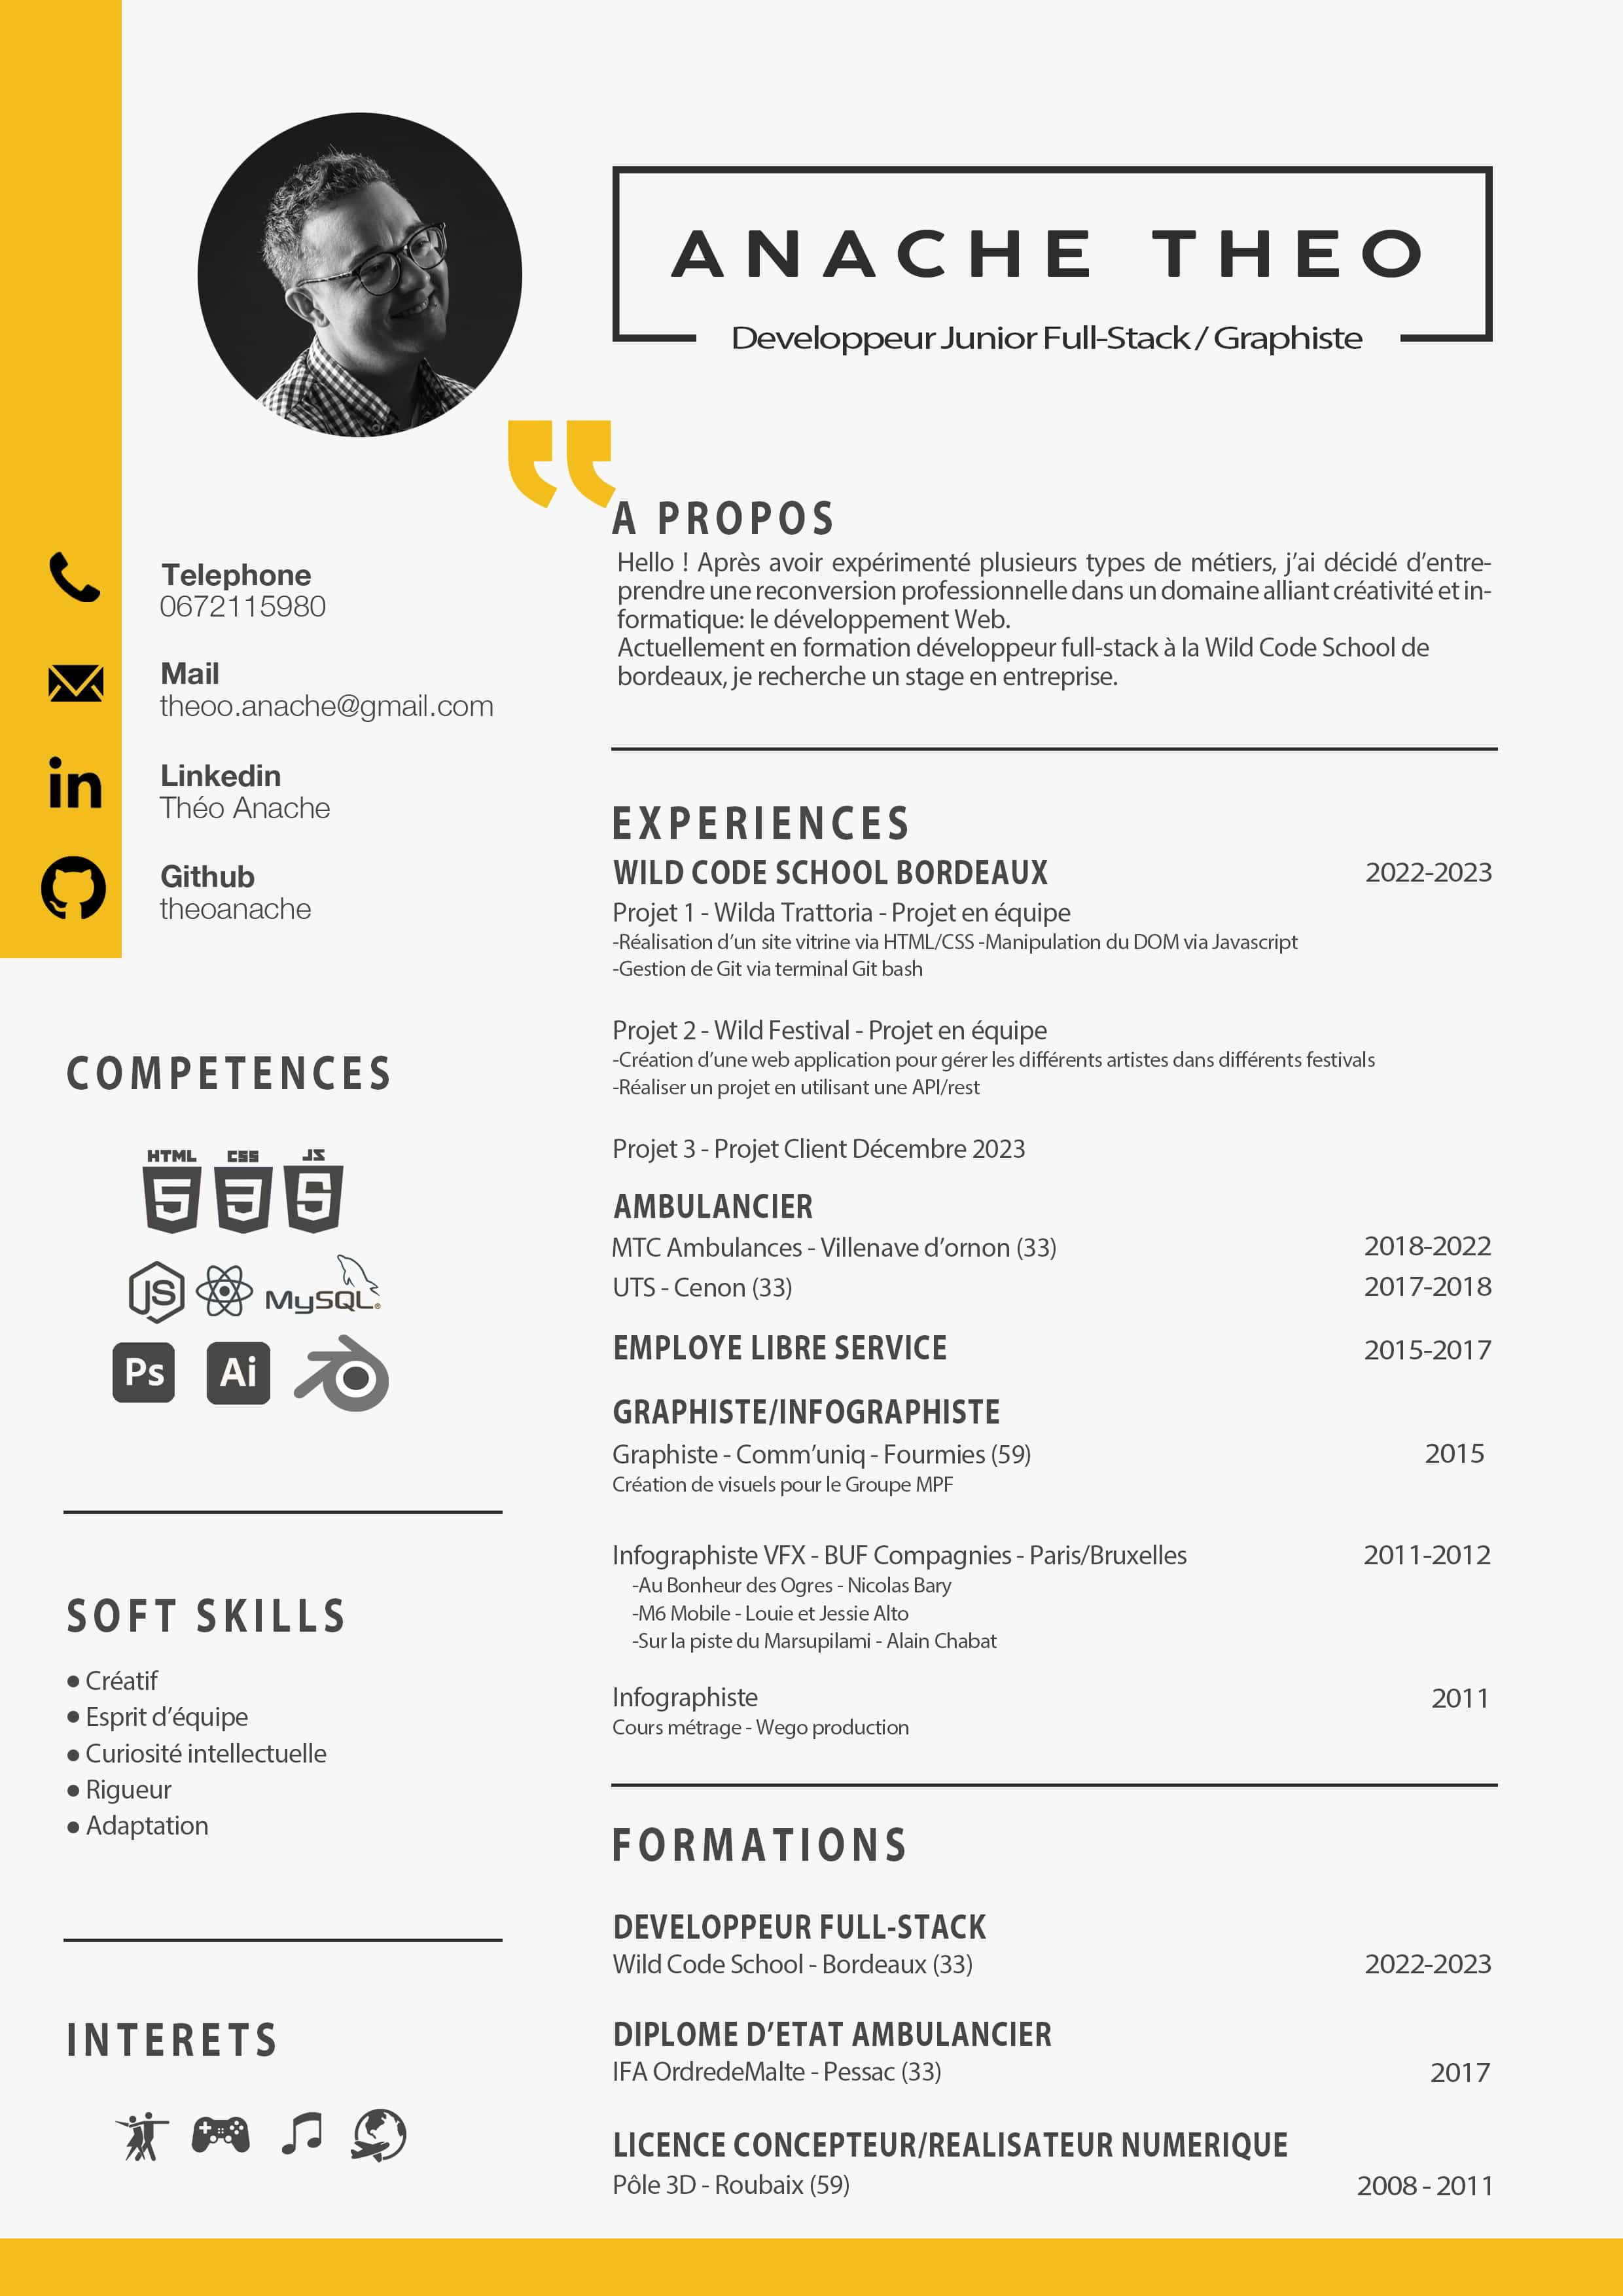 ANACHE THEO
Developpeur Junior Full-Stack / Graphiste
Telephone
0672115980
Mail
theoo.anache@gmail.com
Linkedin
Théo Anache
Github
theoanache
COMPETENCES
HTML CSS JS
JS MySQL®
Ps Ai
SOFT SKILLS
● Créatif
● Esprit d’équipe
● Curiosité intellectuelle
● Rigueur
● Adaptation
INTERETS
A PROPOS
Hello ! Après avoir expérimenté plusieurs types de métiers, j’ai décidé d’entre-
prendre une reconversion professionnelle dans un domaine alliant créativité et in-
formatique: le développement Web.
Actuellement en formation développeur full-stack à la Wild Code School de
bordeaux, je recherche un stage en entreprise.
EXPERIENCES
WILD CODE SCHOOL BORDEAUX 2022-2023
Projet 1 - Wilda Trattoria - Projet en équipe
-Réalisation d’un site vitrine via HTML/CSS -Manipulation du DOM via Javascript
-Gestion de Git via terminal Git bash
Projet 2 - Wild Festival - Projet en équipe
-Création d’une web application pour gérer les différents artistes dans différents festivals
-Réaliser un projet en utilisant une API/rest
Projet 3 - Projet Client Décembre 2023
AMBULANCIER
MTC Ambulances - Villenave d’ornon (33) 2018-2022
UTS - Cenon (33) 2017-2018
EMPLOYE LIBRE SERVICE 2015-2017
GRAPHISTE/INFOGRAPHISTE
Graphiste - Comm’uniq - Fourmies (59) 2015
Création de visuels pour le Groupe MPF
Infographiste VFX - BUF Compagnies - Paris/Bruxelles 2011-2012
-Au Bonheur des Ogres - Nicolas Bary
-M6 Mobile - Louie et Jessie Alto
-Sur la piste du Marsupilami - Alain Chabat
Infographiste 2011
Cours métrage - Wego production
FORMATIONS
DEVELOPPEUR FULL-STACK
Wild Code School - Bordeaux (33) 2022-2023
DIPLOME D’ETAT AMBULANCIER
IFA OrdredeMalte - Pessac (33) 2017
LICENCE CONCEPTEUR/REALISATEUR NUMERIQUE
Pôle 3D - Roubaix (59) 2008 - 2011